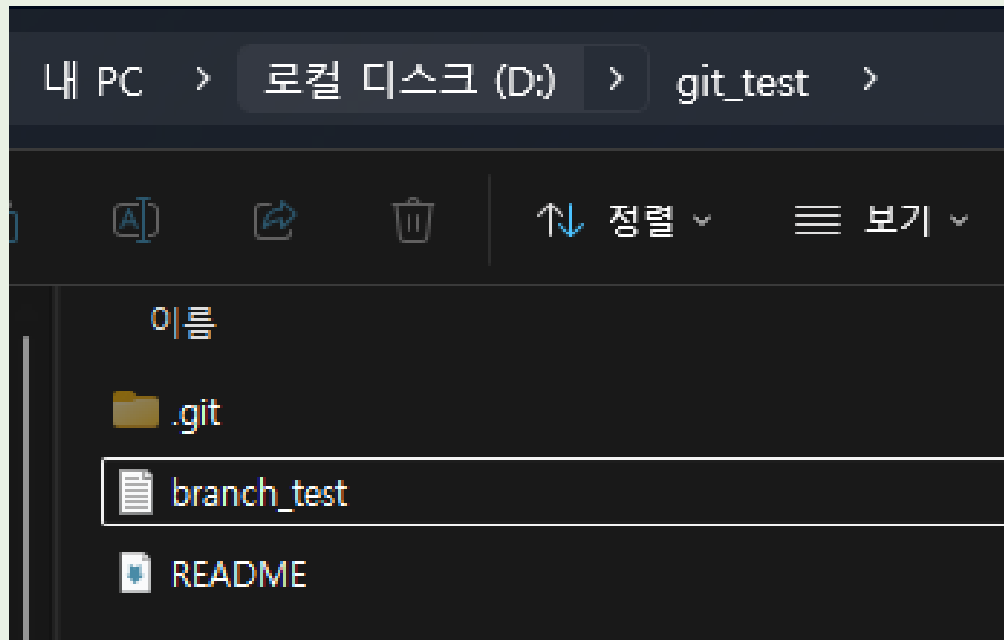 내 PC > 로컬 디스크 (D:) > git_test >
정렬 보기
이름
.git
branch_test
README